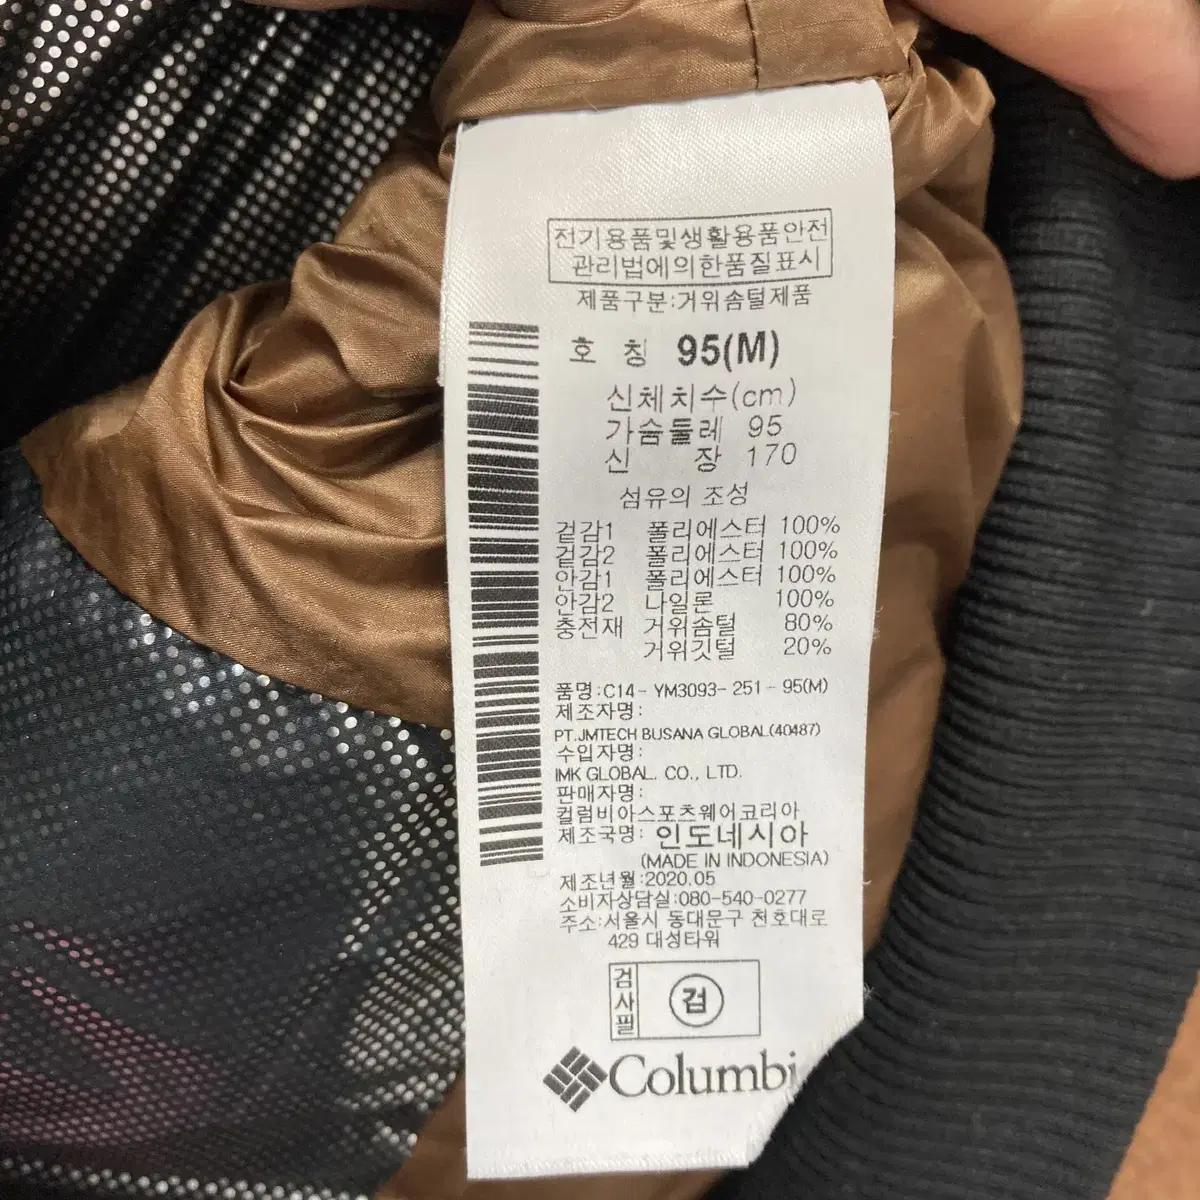 전기용품및생활용품안전
관리법에의한품질표시
제품구분:거위솜털제품
호 칭 95(M)
신체치수(cm)
가슴둘레 95
신 장 170
섬유의 조성
겉감1 폴리에스터 100%
겉감2 폴리에스터 100%
안감1 폴리에스터 100%
안감2 나일론 100%
충전재 거위솜털 80%
거위깃털 20%
품명:C14-YM3093-251-95(M)
제조자명:
PT.JMTECH BUSANA GLOBAL(40487)
수입자명:
IMK GLOBAL. CO., LTD.
판매자명:
컬럼비아스포츠웨어코리아
제조국명: 인도네시아
(MADE IN INDONESIA)
제조년월:2020.05
소비자상담실:080-540-0277
주소:서울시 동대문구 천호대로
429 대성타워
검사필 검
Columbi